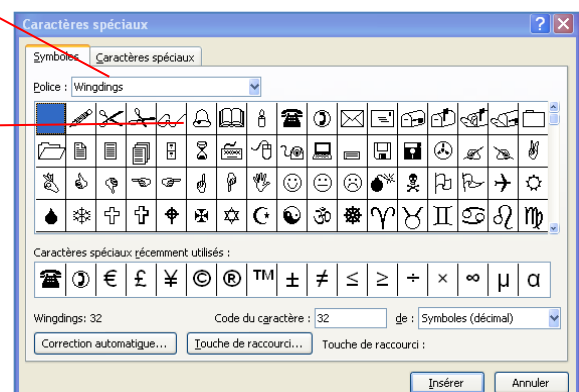 Caractères spéciaux
Symboles Caractères spéciaux
Police : Wingdings
Caractères spéciaux récemment utilisés :
☎ ✆ € £ ¥ © ® ™ ± ≠ ≤ ≥ ÷ × ∞ µ α
Wingdings: 32 Code du caractère : 32 de : Symboles (décimal)
Correction automatique... Touche de raccourci... Touche de raccourci :
Insérer Annuler